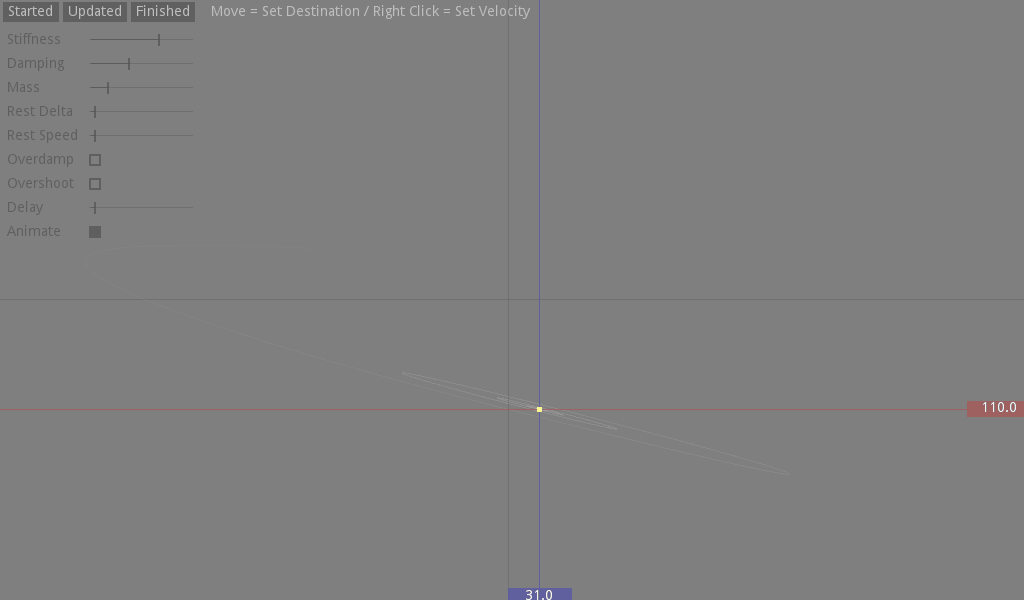 Started Updated Finished Move = Set Destination / Right Click = Set Velocity
Stiffness
Damping
Mass
Rest Delta
Rest Speed
Overdamp
Overshoot
Delay
Animate
110.0
31.0